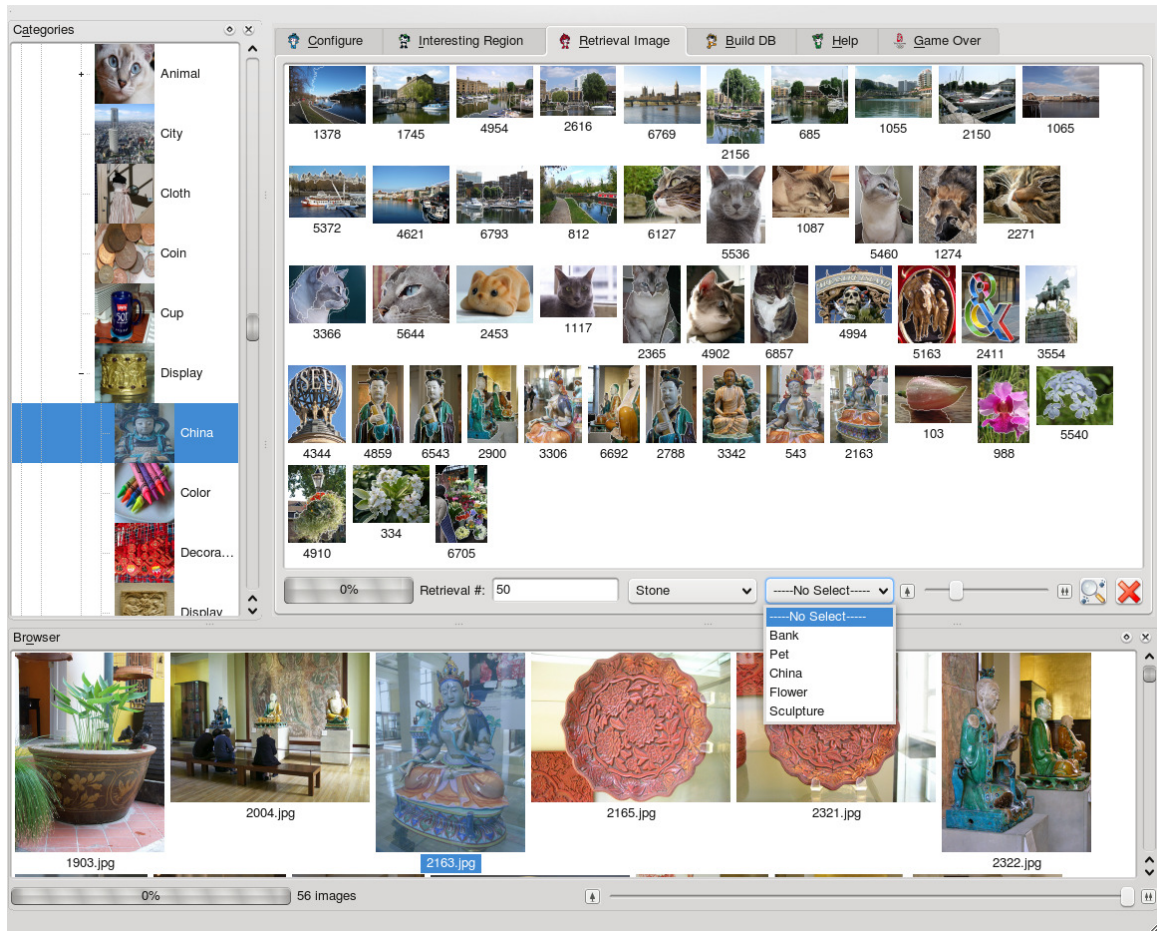 Categories
Animal
City
Cloth
Coin
Cup
Display
China
Color
Decora...
Display
Configure Interesting Region Retrieval Image Build DB Help Game Over
1378 1745 4954 2616 6769 2156 685 1055 2150 1065
5372 4621 6793 812 6127 5536 1087 5460 1274 2271
3366 5644 2453 1117 2365 4902 6857 4994 5163 2411 3554
4344 4859 6543 2900 3306 6692 2788 3342 543 2163 103 988 5540
4910 334 6705
0% Retrieval #: 50 Stone -----No Select-----
-----No Select-----
Bank
Pet
China
Flower
Sculpture
Browser
1903.jpg 2004.jpg 2163.jpg 2165.jpg 2321.jpg 2322.jpg
0% 56 images